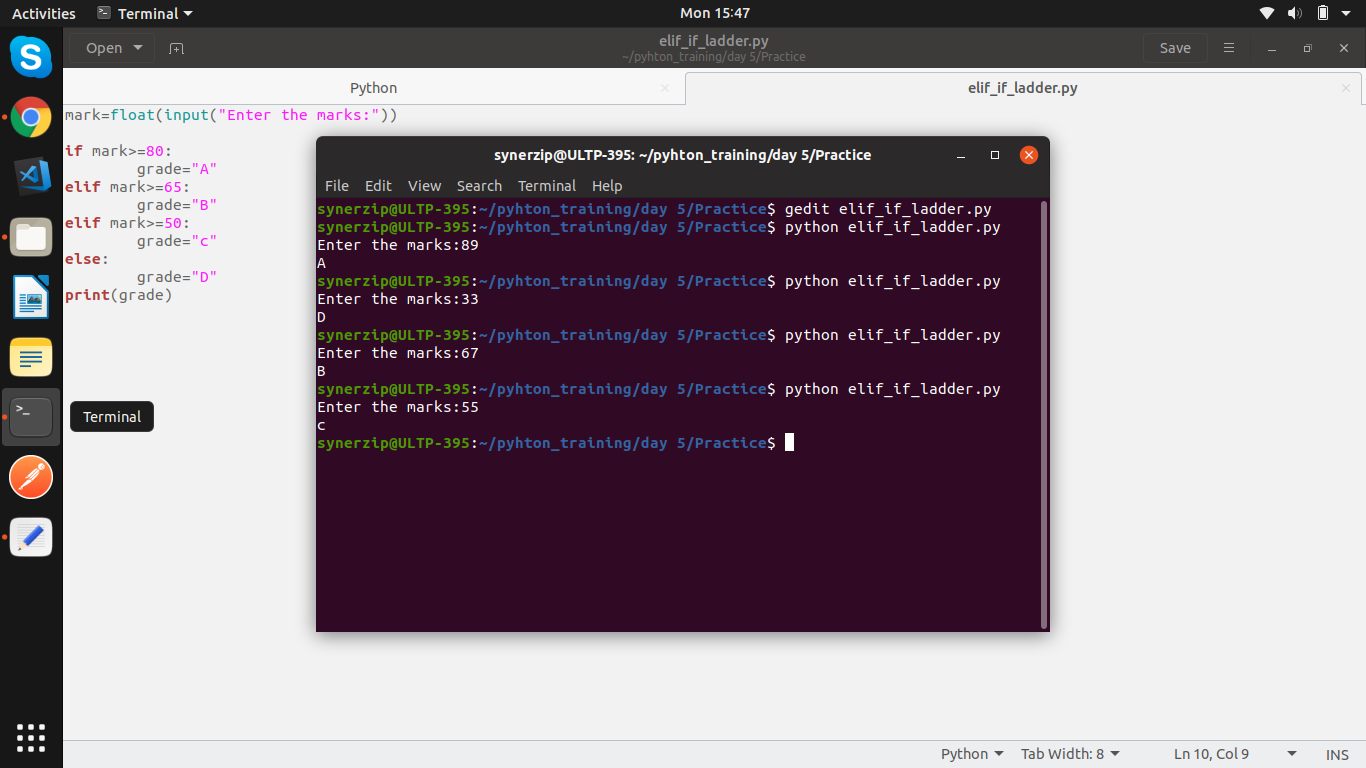 Activities
Terminal
Mon 15:47
Open
elif_if_ladder.py
~/pyhton_training/day 5/Practice
Save
Python
elif_if_ladder.py
mark=float(input("Enter the marks:"))
if mark>=80:
grade="A"
elif mark>=65:
grade="B"
elif mark>=50:
grade="c"
else:
grade="D"
print(grade)
synerzip@ULTP-395: ~/pyhton_training/day 5/Practice
File Edit View Search Terminal Help
synerzip@ULTP-395:~/pyhton_training/day 5/Practice$ gedit elif_if_ladder.py
synerzip@ULTP-395:~/pyhton_training/day 5/Practice$ python elif_if_ladder.py
Enter the marks:89
A
synerzip@ULTP-395:~/pyhton_training/day 5/Practice$ python elif_if_ladder.py
Enter the marks:33
D
synerzip@ULTP-395:~/pyhton_training/day 5/Practice$ python elif_if_ladder.py
Enter the marks:67
B
synerzip@ULTP-395:~/pyhton_training/day 5/Practice$ python elif_if_ladder.py
Enter the marks:55
c
synerzip@ULTP-395:~/pyhton_training/day 5/Practice$
Terminal
Python
Tab Width: 8
Ln 10, Col 9
INS